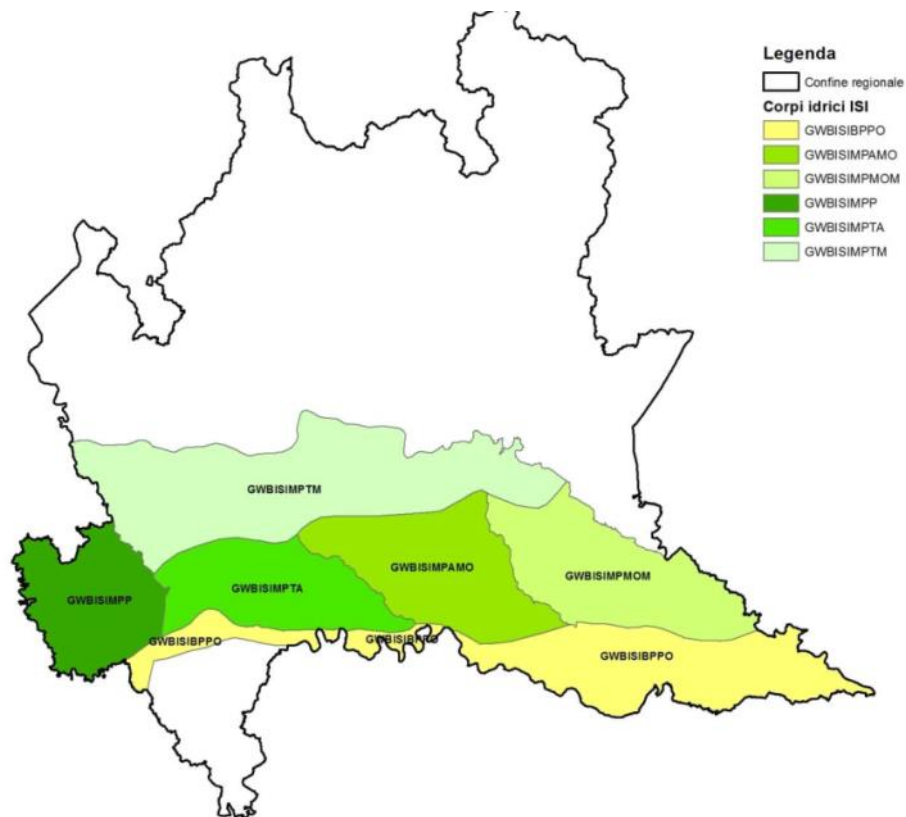 Legenda
Confine regionale
Corpi idrici ISI
GWBISIBPPO
GWBISIMPAMO
GWBISIMPMOM
GWBISIMPP
GWBISIMPTA
GWBISIMPTM
GWBISIMPTM
GWBISIMPAMO
GWBISIMPMOM
GWBISIMPTA
GWBISIMPP
GWBISIBPPO
GWBISIBPPO
GWBISIBPPO